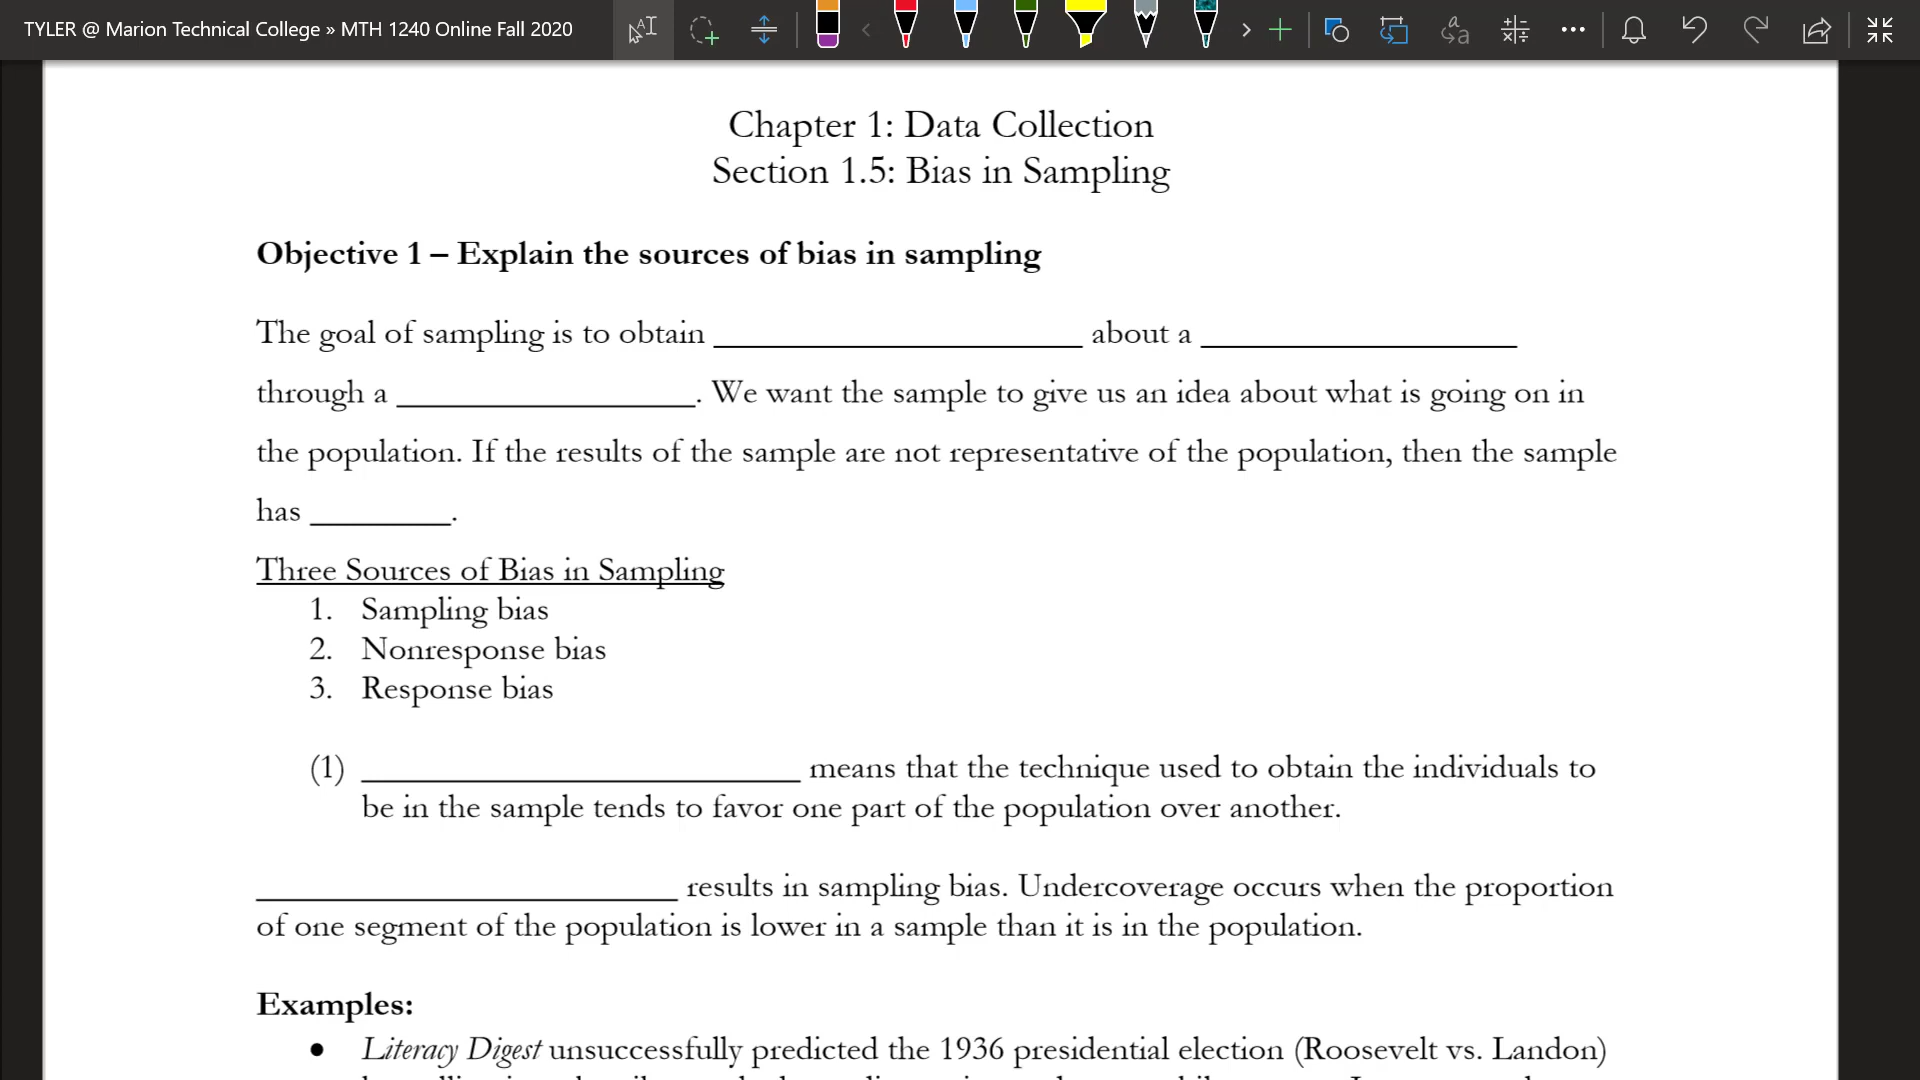 TYLER @ Marion Technical College » MTH 1240 Online Fall 2020
Chapter 1: Data Collection
Section 1.5: Bias in Sampling
Objective 1 – Explain the sources of bias in sampling
The goal of sampling is to obtain ______________________ about a ___________________
through a __________________. We want the sample to give us an idea about what is going on in
the population. If the results of the sample are not representative of the population, then the sample
has ________.
Three Sources of Bias in Sampling
1. Sampling bias
2. Nonresponse bias
3. Response bias
(1) __________________________ means that the technique used to obtain the individuals to
be in the sample tends to favor one part of the population over another.
_________________________ results in sampling bias. Undercoverage occurs when the proportion
of one segment of the population is lower in a sample than it is in the population.
Examples:
• Literacy Digest unsuccessfully predicted the 1936 presidential election (Roosevelt vs. Landon)